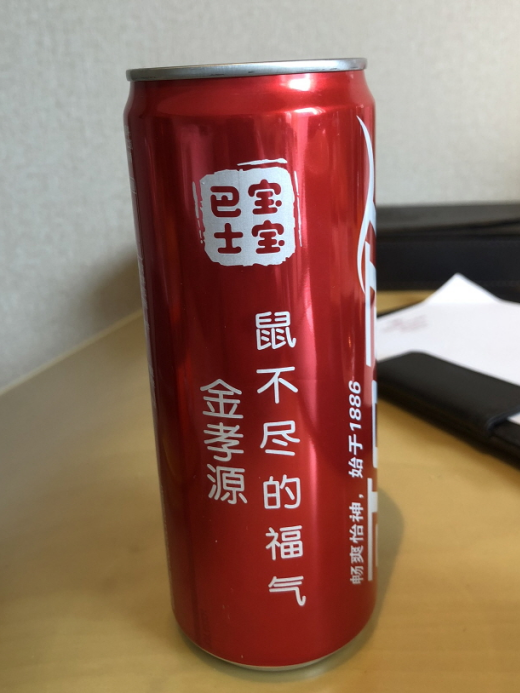 宝宝
巴士
鼠不尽的福气
金孝源
畅爽怡神，始于1886